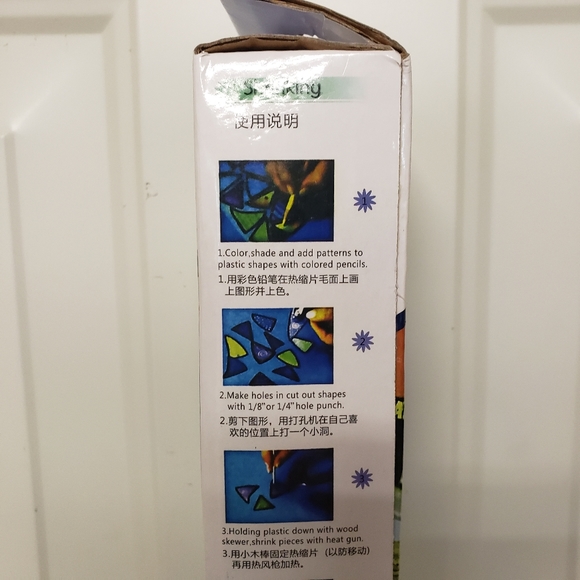 使用说明
1
1.Color,shade and add patterns to
plastic shapes with colored pencils.
1.用彩色铅笔在热缩片毛面上画
上图形并上色。
2
2.Make holes in cut out shapes
with 1/8"or 1/4"hole punch.
2.剪下图形，用打孔机在自己喜
欢的位置上打一个小洞。
3
3.Holding plastic down with wood
skewer,shrink pieces with heat gun.
3.用小木棒固定热缩片（以防移动）
再用热风枪加热。